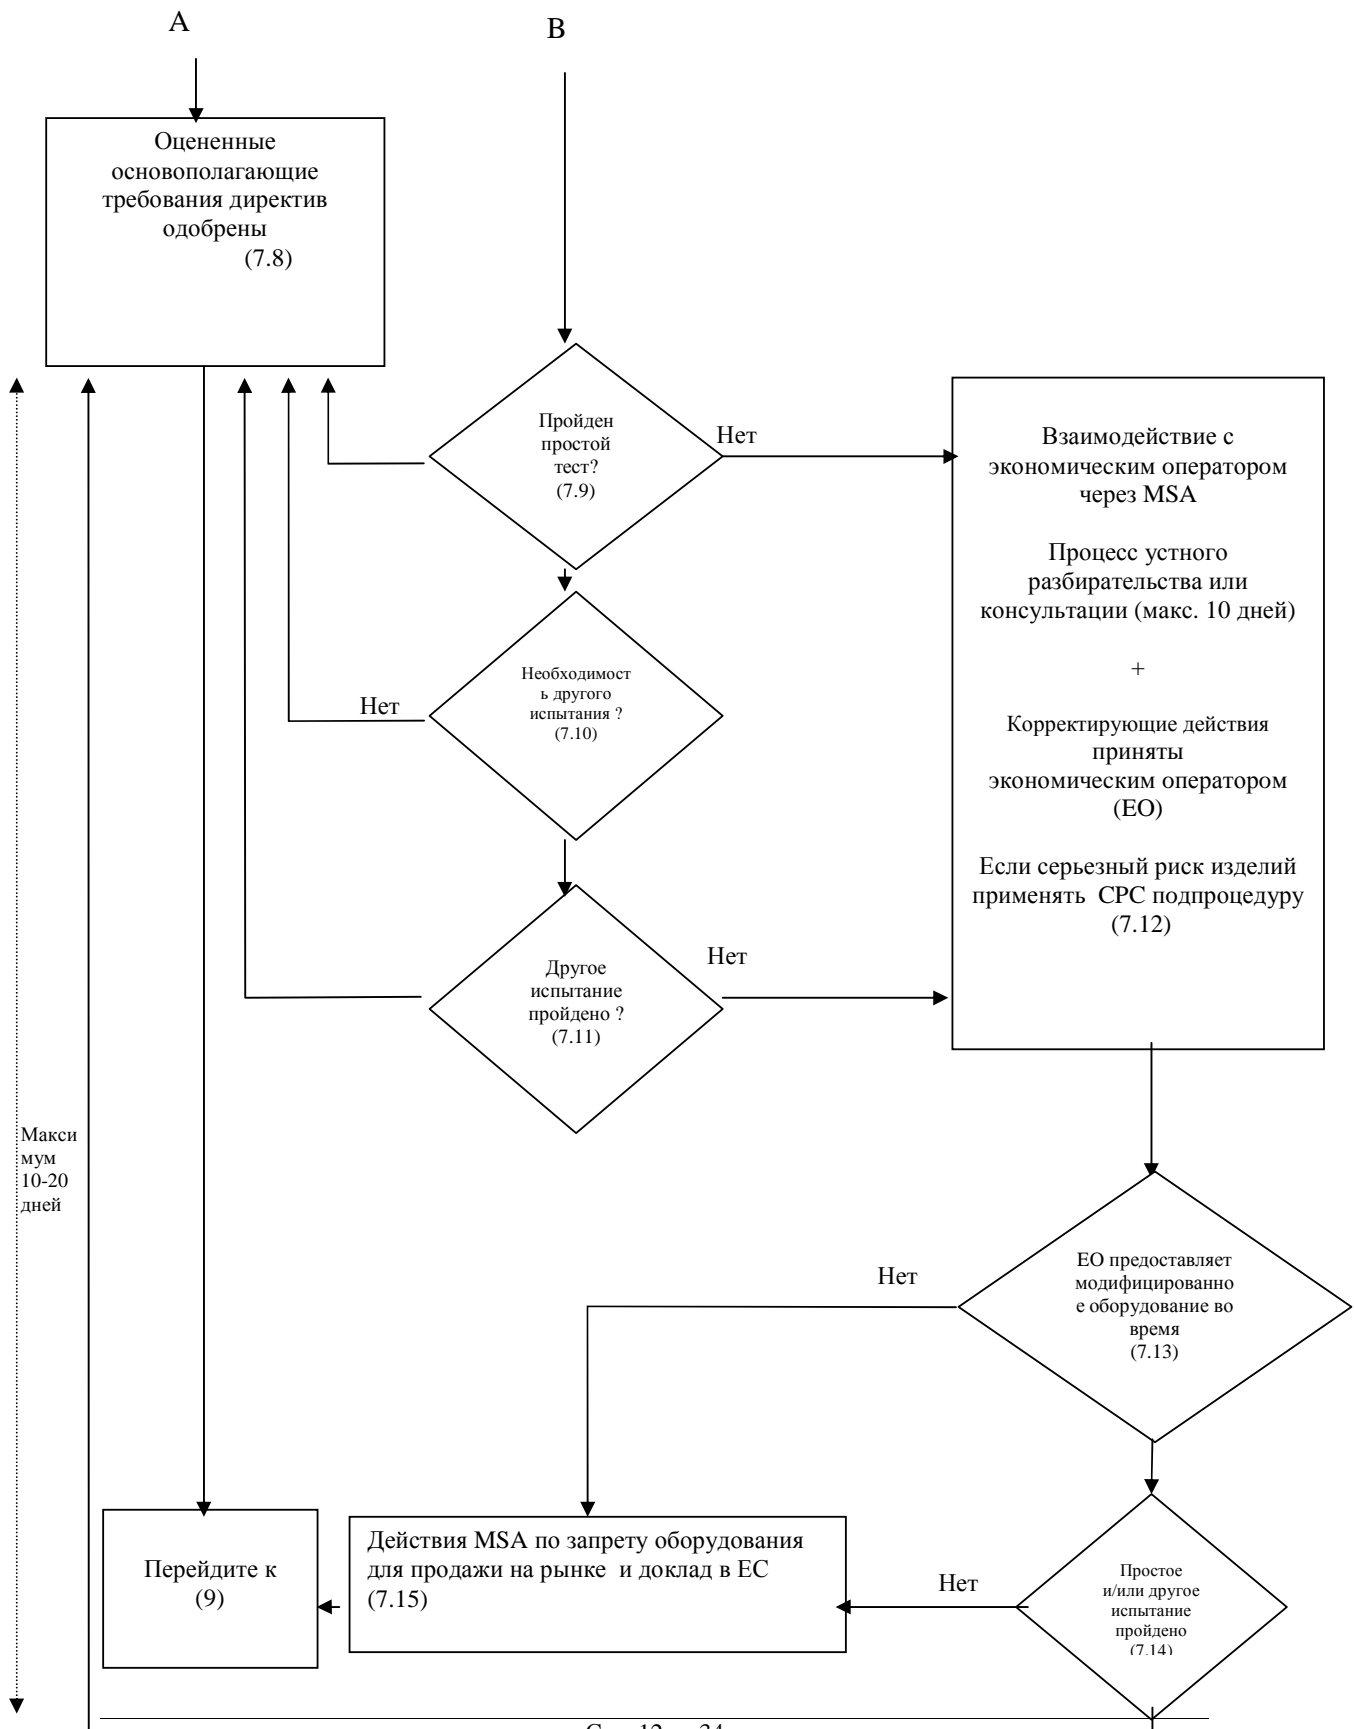 A
B
Оцененные
основополагающие
требования директив
одобрены
(7.8)
Пройден
простой
тест?
(7.9)
Нет
Взаимодействие с
экономическим оператором
через MSA
Процесс устного
разбирательства или
консультации (макс. 10 дней)
+
Корректирующие действия
приняты
экономическим оператором
(EO)
Если серьезный риск изделий
применять СРС подпроцедуру
(7.12)
Необходимост
ь другого
испытания ?
(7.10)
Нет
Другое
испытание
пройдено ?
(7.11)
Нет
Макси
мум
10-20
дней
ЕО предоставляет
модифицированно
е оборудование во
время
(7.13)
Нет
Перейдите к
(9)
Действия MSA по запрету оборудования
для продажи на рынке и доклад в ЕС
(7.15)
Нет
Простое
и/или другое
испытание
пройдено
(7.14)